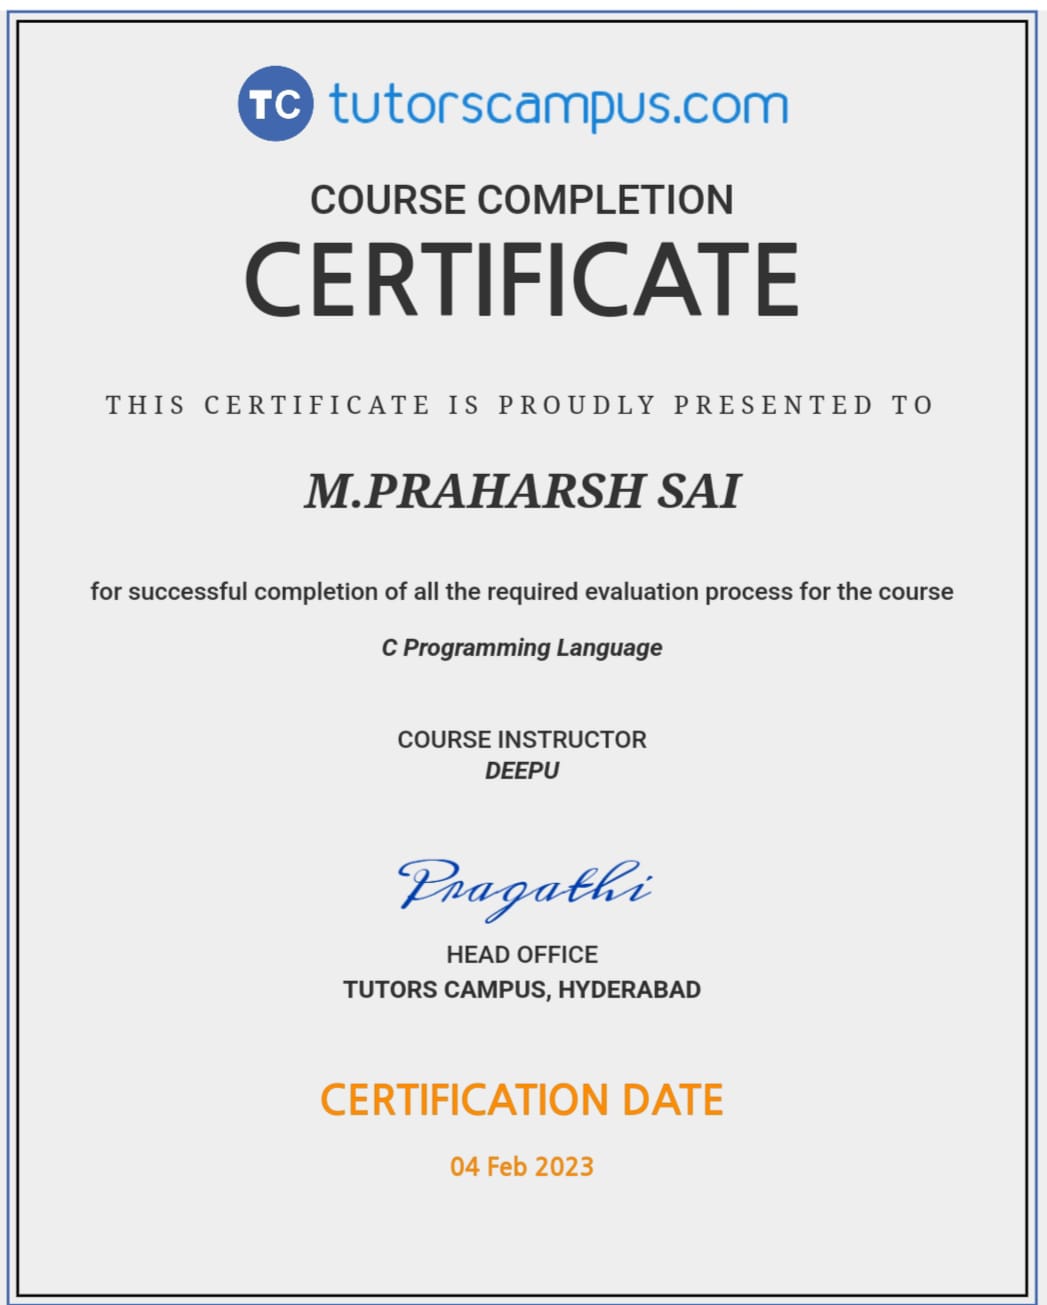 TC tutorscampus.com
COURSE COMPLETION
CERTIFICATE
THIS CERTIFICATE IS PROUDLY PRESENTED TO
M.PRAHARSH SAI
for successful completion of all the required evaluation process for the course
C Programming Language
COURSE INSTRUCTOR
DEEPU
Pragathi
HEAD OFFICE
TUTORS CAMPUS, HYDERABAD
CERTIFICATION DATE
04 Feb 2023